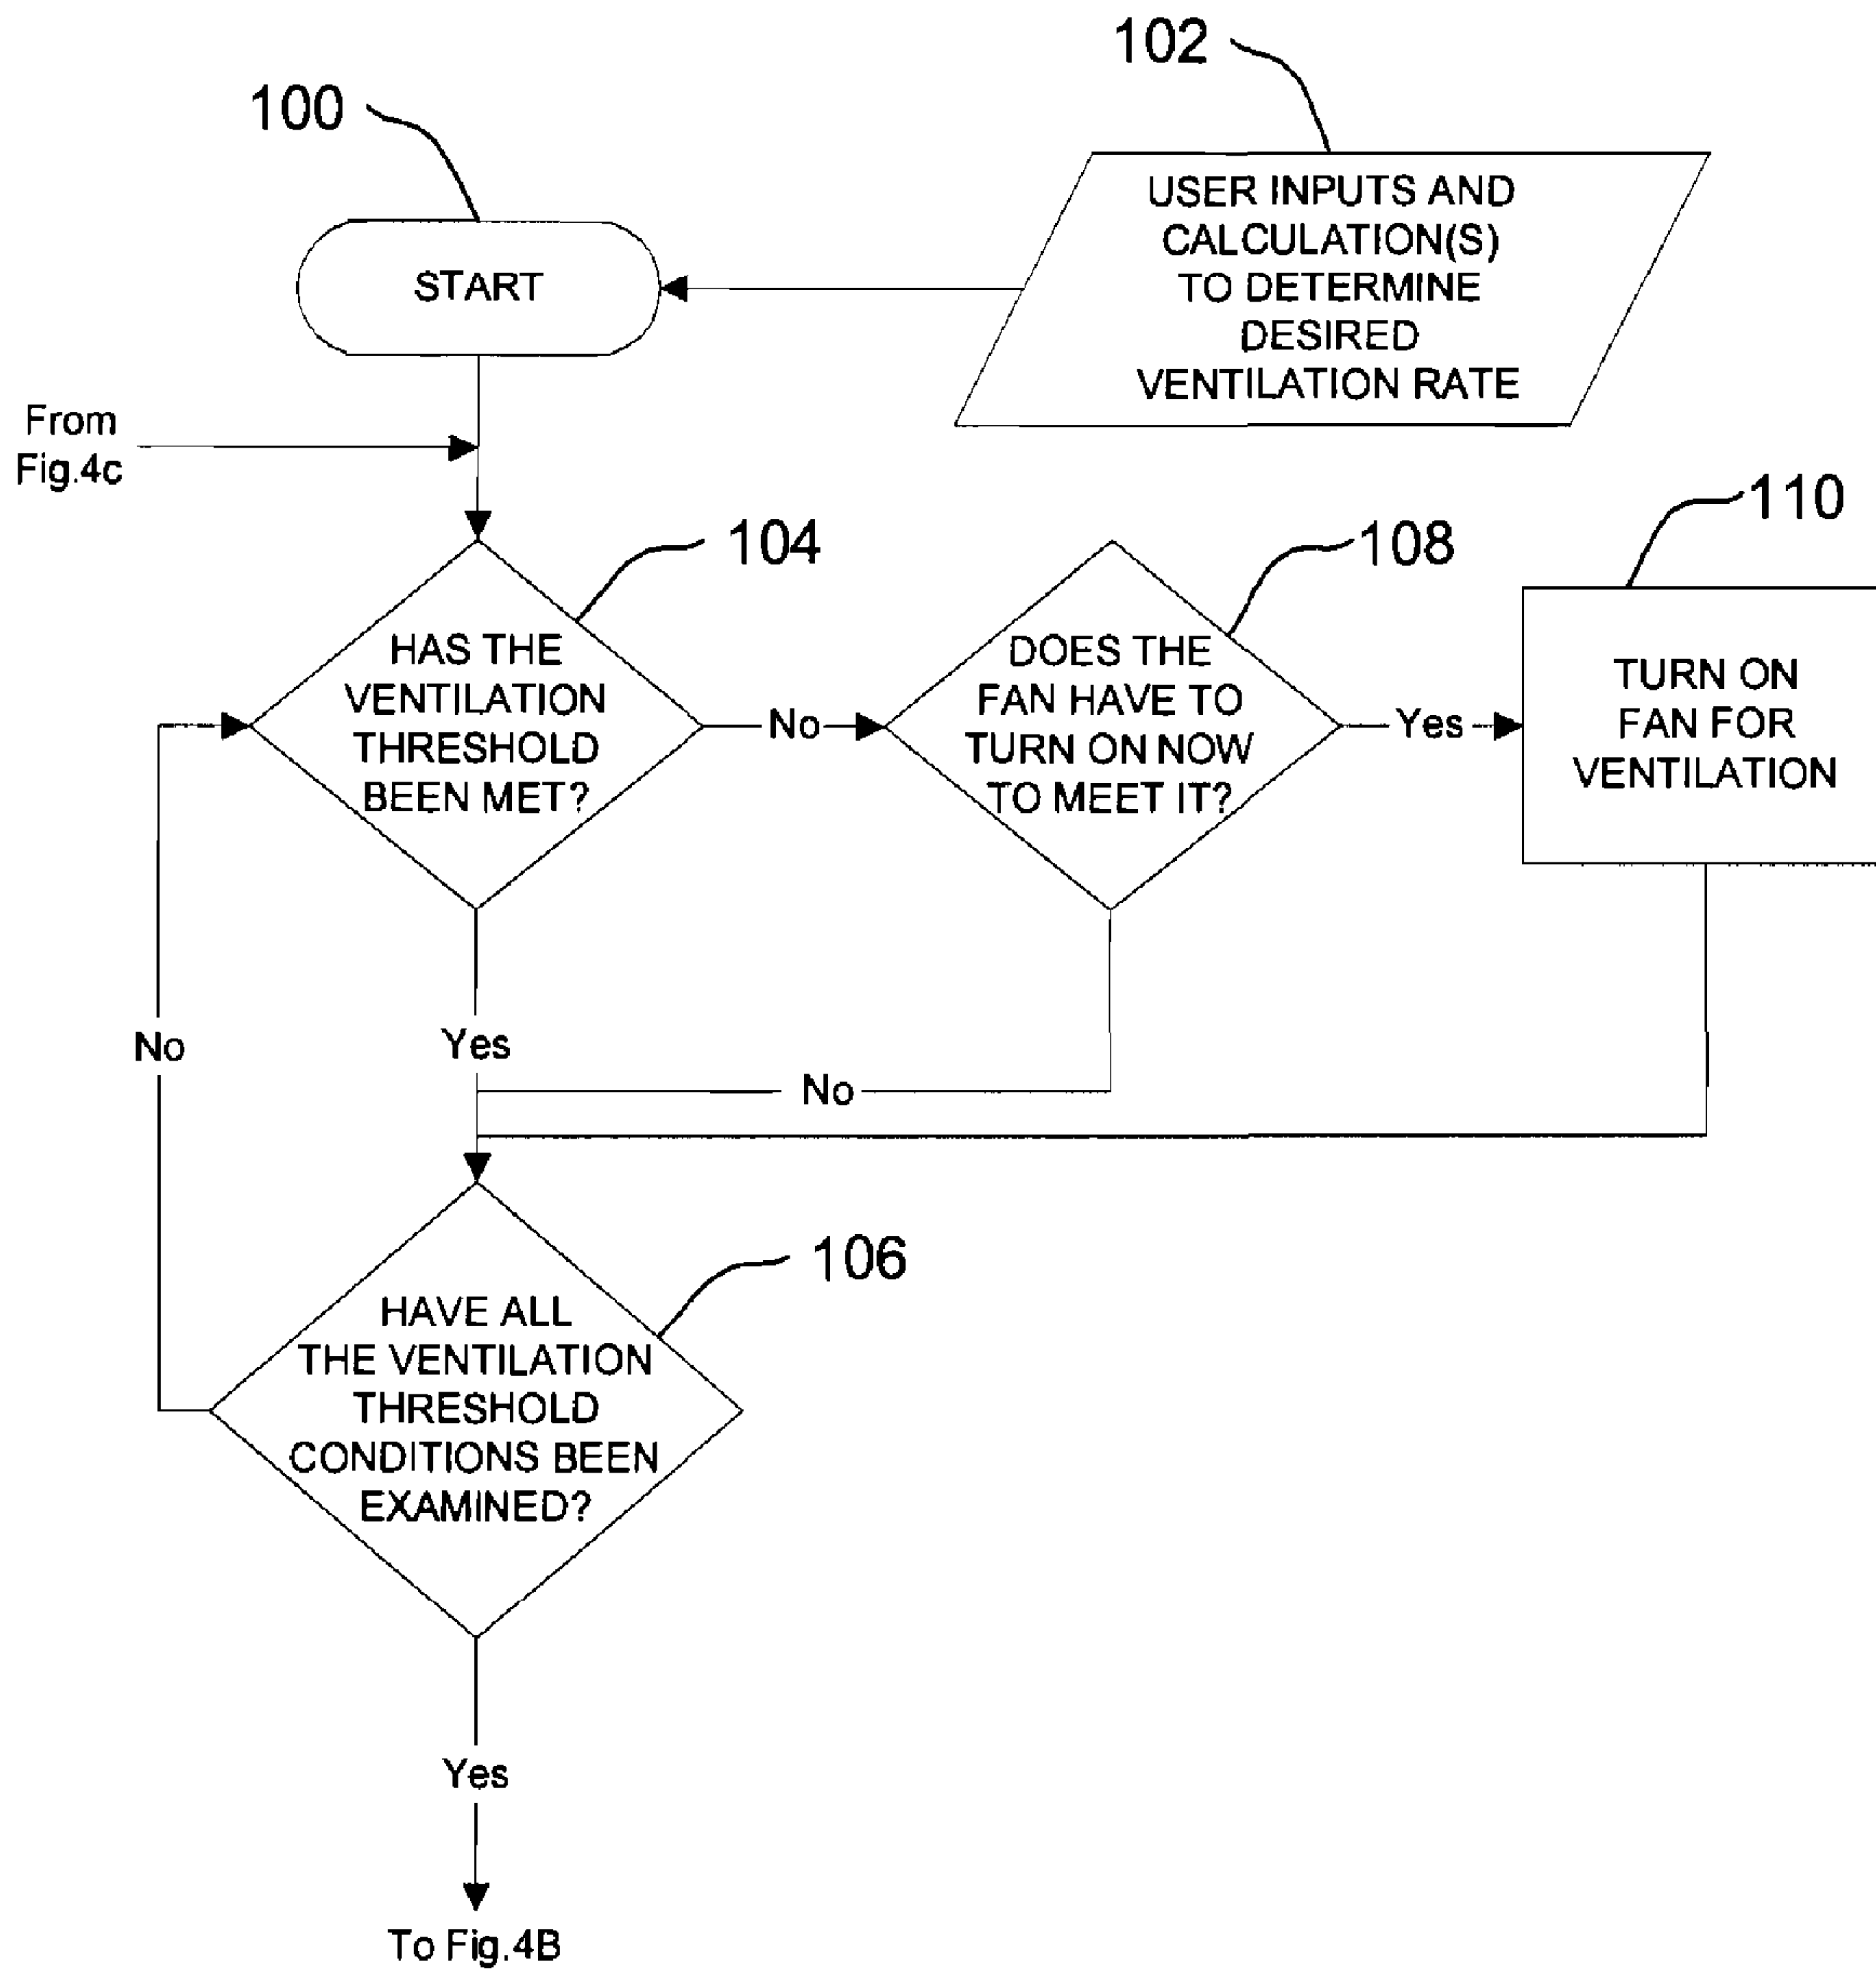 102
100
USER INPUTS AND
CALCULATION(S)
TO DETERMINE
DESIRED
VENTILATION RATE
START
From
Fig.4c
104
108
110
HAS THE
VENTILATION
THRESHOLD
BEEN MET?
No
DOES THE
FAN HAVE TO
TURN ON NOW
TO MEET IT?
Yes
TURN ON
FAN FOR
VENTILATION
No
Yes
No
106
HAVE ALL
THE VENTILATION
THRESHOLD
CONDITIONS BEEN
EXAMINED?
Yes
To Fig.4B